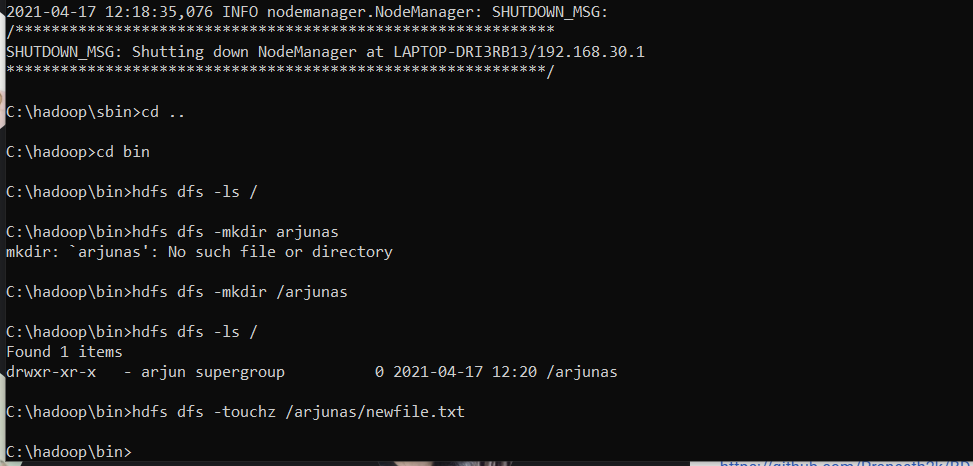 2021-04-17 12:18:35,076 INFO nodemanager.NodeManager: SHUTDOWN_MSG:
/************************************************************
SHUTDOWN_MSG: Shutting down NodeManager at LAPTOP-DRI3RB13/192.168.30.1
************************************************************/
C:\hadoop\sbin>cd ..
C:\hadoop>cd bin
C:\hadoop\bin>hdfs dfs -ls /
C:\hadoop\bin>hdfs dfs -mkdir arjunas
mkdir: `arjunas': No such file or directory
C:\hadoop\bin>hdfs dfs -mkdir /arjunas
C:\hadoop\bin>hdfs dfs -ls /
Found 1 items
drwxr-xr-x   - arjun supergroup          0 2021-04-17 12:20 /arjunas
C:\hadoop\bin>hdfs dfs -touchz /arjunas/newfile.txt
C:\hadoop\bin>